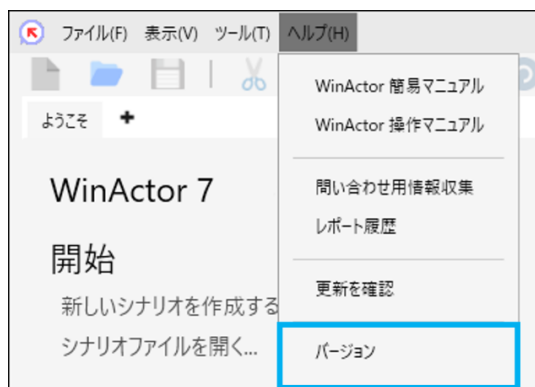 ファイル(F) 表示(V) ツール(T) ヘルプ(H)
ようこそ
WinActor 7
開始
新しいシナリオを作成する
シナリオファイルを開く...
WinActor 簡易マニュアル
WinActor 操作マニュアル
問い合わせ用情報収集
レポート履歴
更新を確認
バージョン